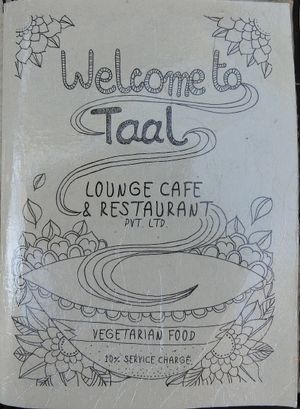 Welcome to
Taal
LOUNGE CAFE
& RESTAURANT
PVT. LTD.
VEGETARIAN FOOD
10% SERVICE CHARGE